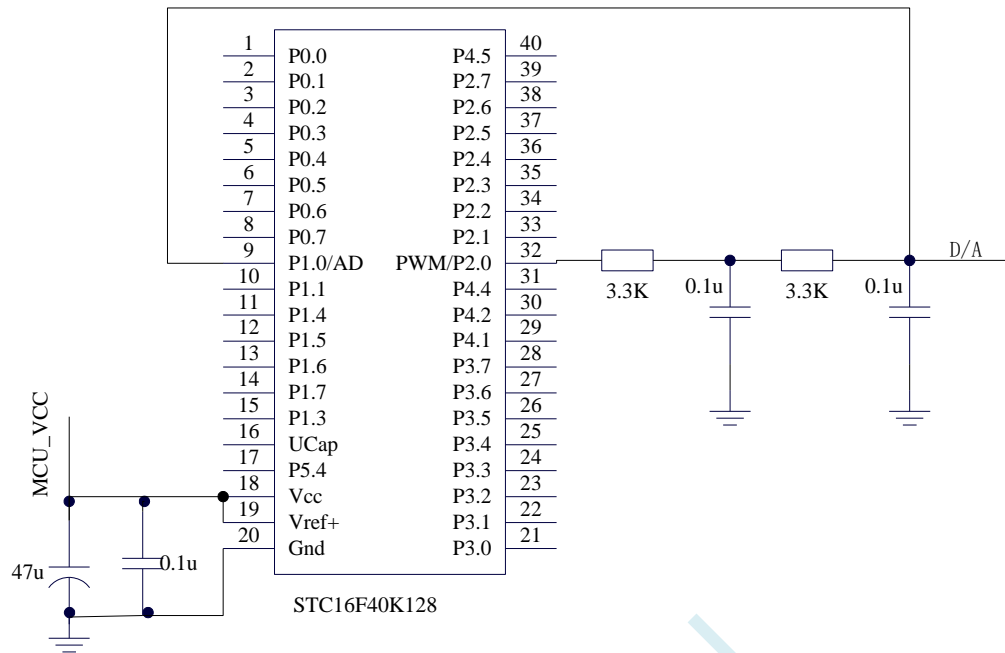 1 P0.0 P4.5 40
2 P0.1 P2.7 39
3 P0.2 P2.6 38
4 P0.3 P2.5 37
5 P0.4 P2.4 36
6 P0.5 P2.3 35
7 P0.6 P2.2 34
8 P0.7 P2.1 33
9 P1.0/AD PWM/P2.0 32
D/A
10 P1.1 P4.4 31
3.3K 0.1u 3.3K 0.1u
11 P1.4 P4.2 30
12 P1.5 P4.1 29
13 P1.6 P3.7 28
14 P1.7 P3.6 27
15 P1.3 P3.5 26
16 UCap P3.4 25
17 P5.4 P3.3 24
18 Vcc P3.2 23
19 Vref+ P3.1 22
20 Gnd P3.0 21
MCU_VCC
47u 0.1u
STC16F40K128